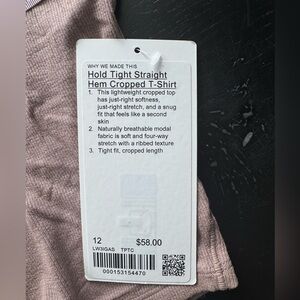 WHY WE MADE THIS
Hold Tight Straight
Hem Cropped T-Shirt
1. This lightweight cropped top
has just-right softness,
just-right stretch, and a snug
fit that feels like a second
skin
2. Naturally breathable modal
fabric is soft and four-way
stretch with a ribbed texture
3. Tight fit, cropped length
12 $58.00
LW3IGAS TPTC
000153154470